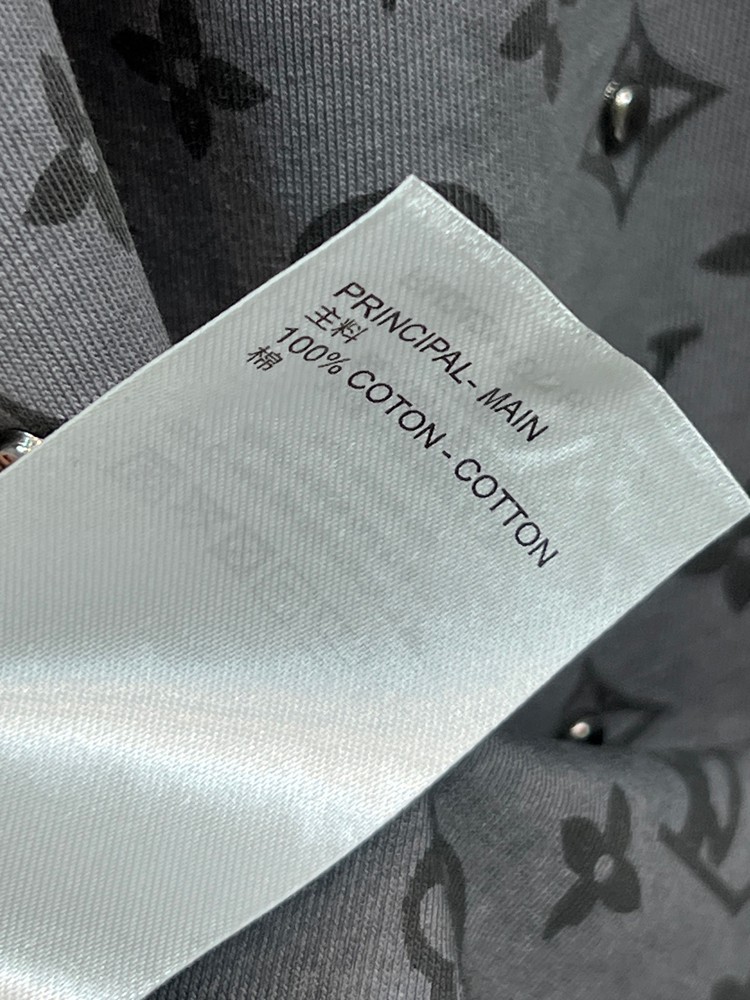 PRINCIPAL- MAIN
主料
100% COTON - COTTON
棉